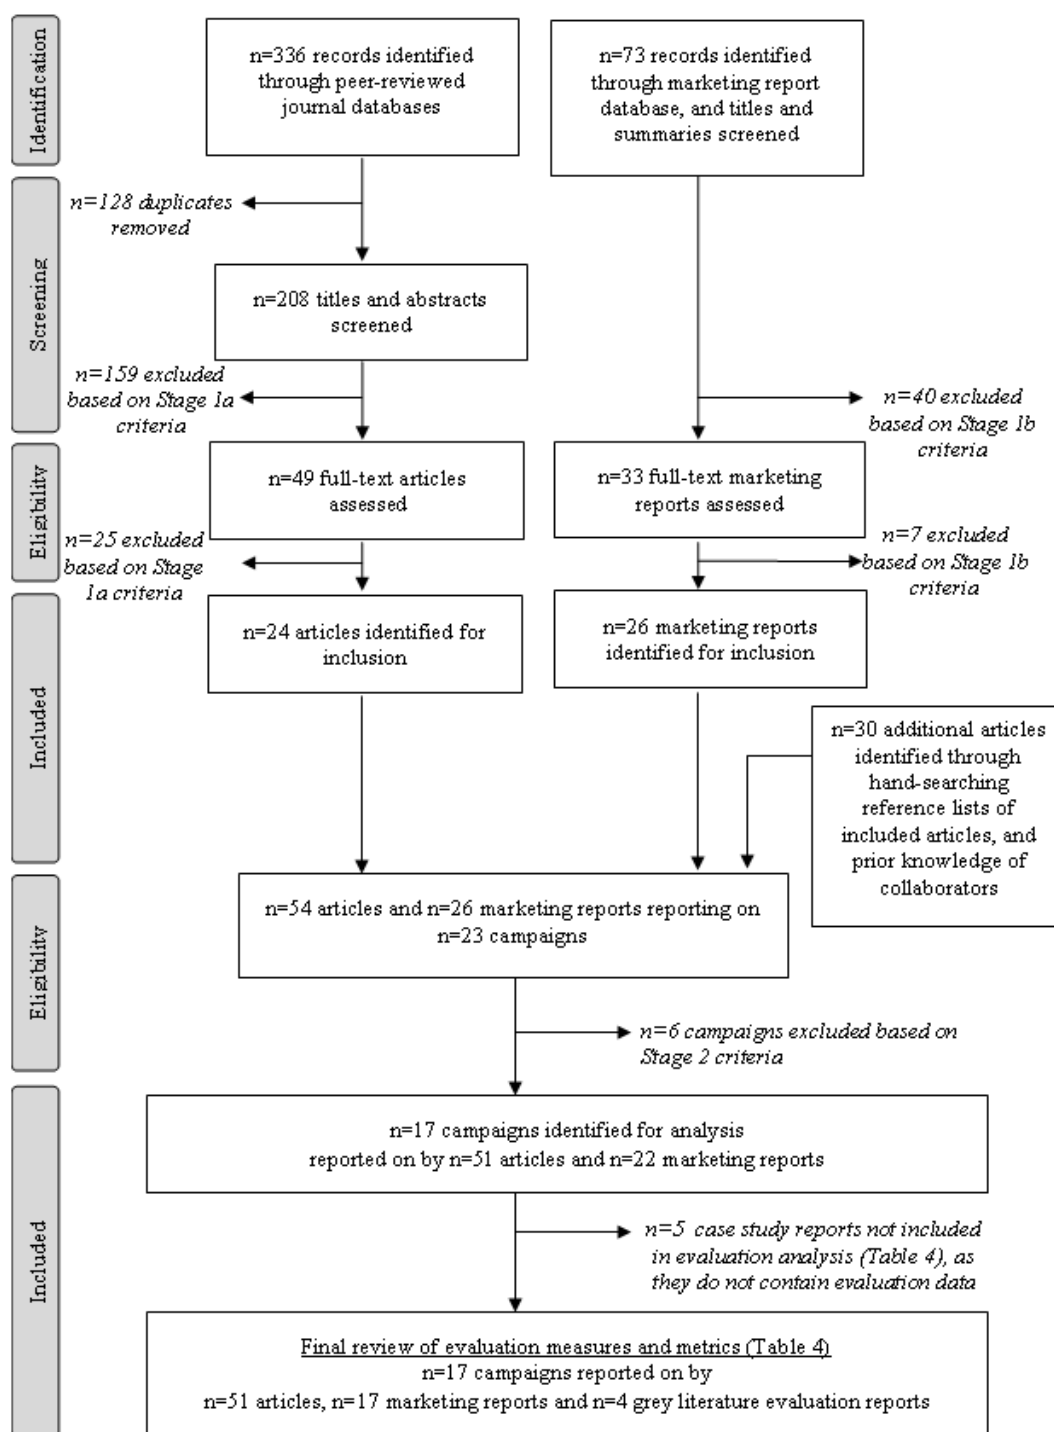 Identification
n=336 records identified
through peer-reviewed
journal databases
n=73 records identified
through marketing report
database, and titles and
summaries screened
Screening
n=128 duplicates
removed
n=208 titles and abstracts
screened
n=159 excluded
based on Stage 1a
criteria
n=40 excluded
based on Stage 1b
criteria
Eligibility
n=49 full-text articles
assessed
n=33 full-text marketing
reports assessed
n=25 excluded
based on Stage
1a criteria
n=7 excluded
based on Stage 1b
criteria
Included
n=24 articles identified for
inclusion
n=26 marketing reports
identified for inclusion
n=30 additional articles
identified through
hand-searching
reference lists of
included articles, and
prior knowledge of
collaborators
Eligibility
n=54 articles and n=26 marketing reports reporting on
n=23 campaigns
n=6 campaigns excluded based on
Stage 2 criteria
Included
n=17 campaigns identified for analysis
reported on by n=51 articles and n=22 marketing reports
n=5 case study reports not included
in evaluation analysis (Table 4), as
they do not contain evaluation data
Final review of evaluation measures and metrics (Table 4)
n=17 campaigns reported on by
n=51 articles, n=17 marketing reports and n=4 grey literature evaluation reports